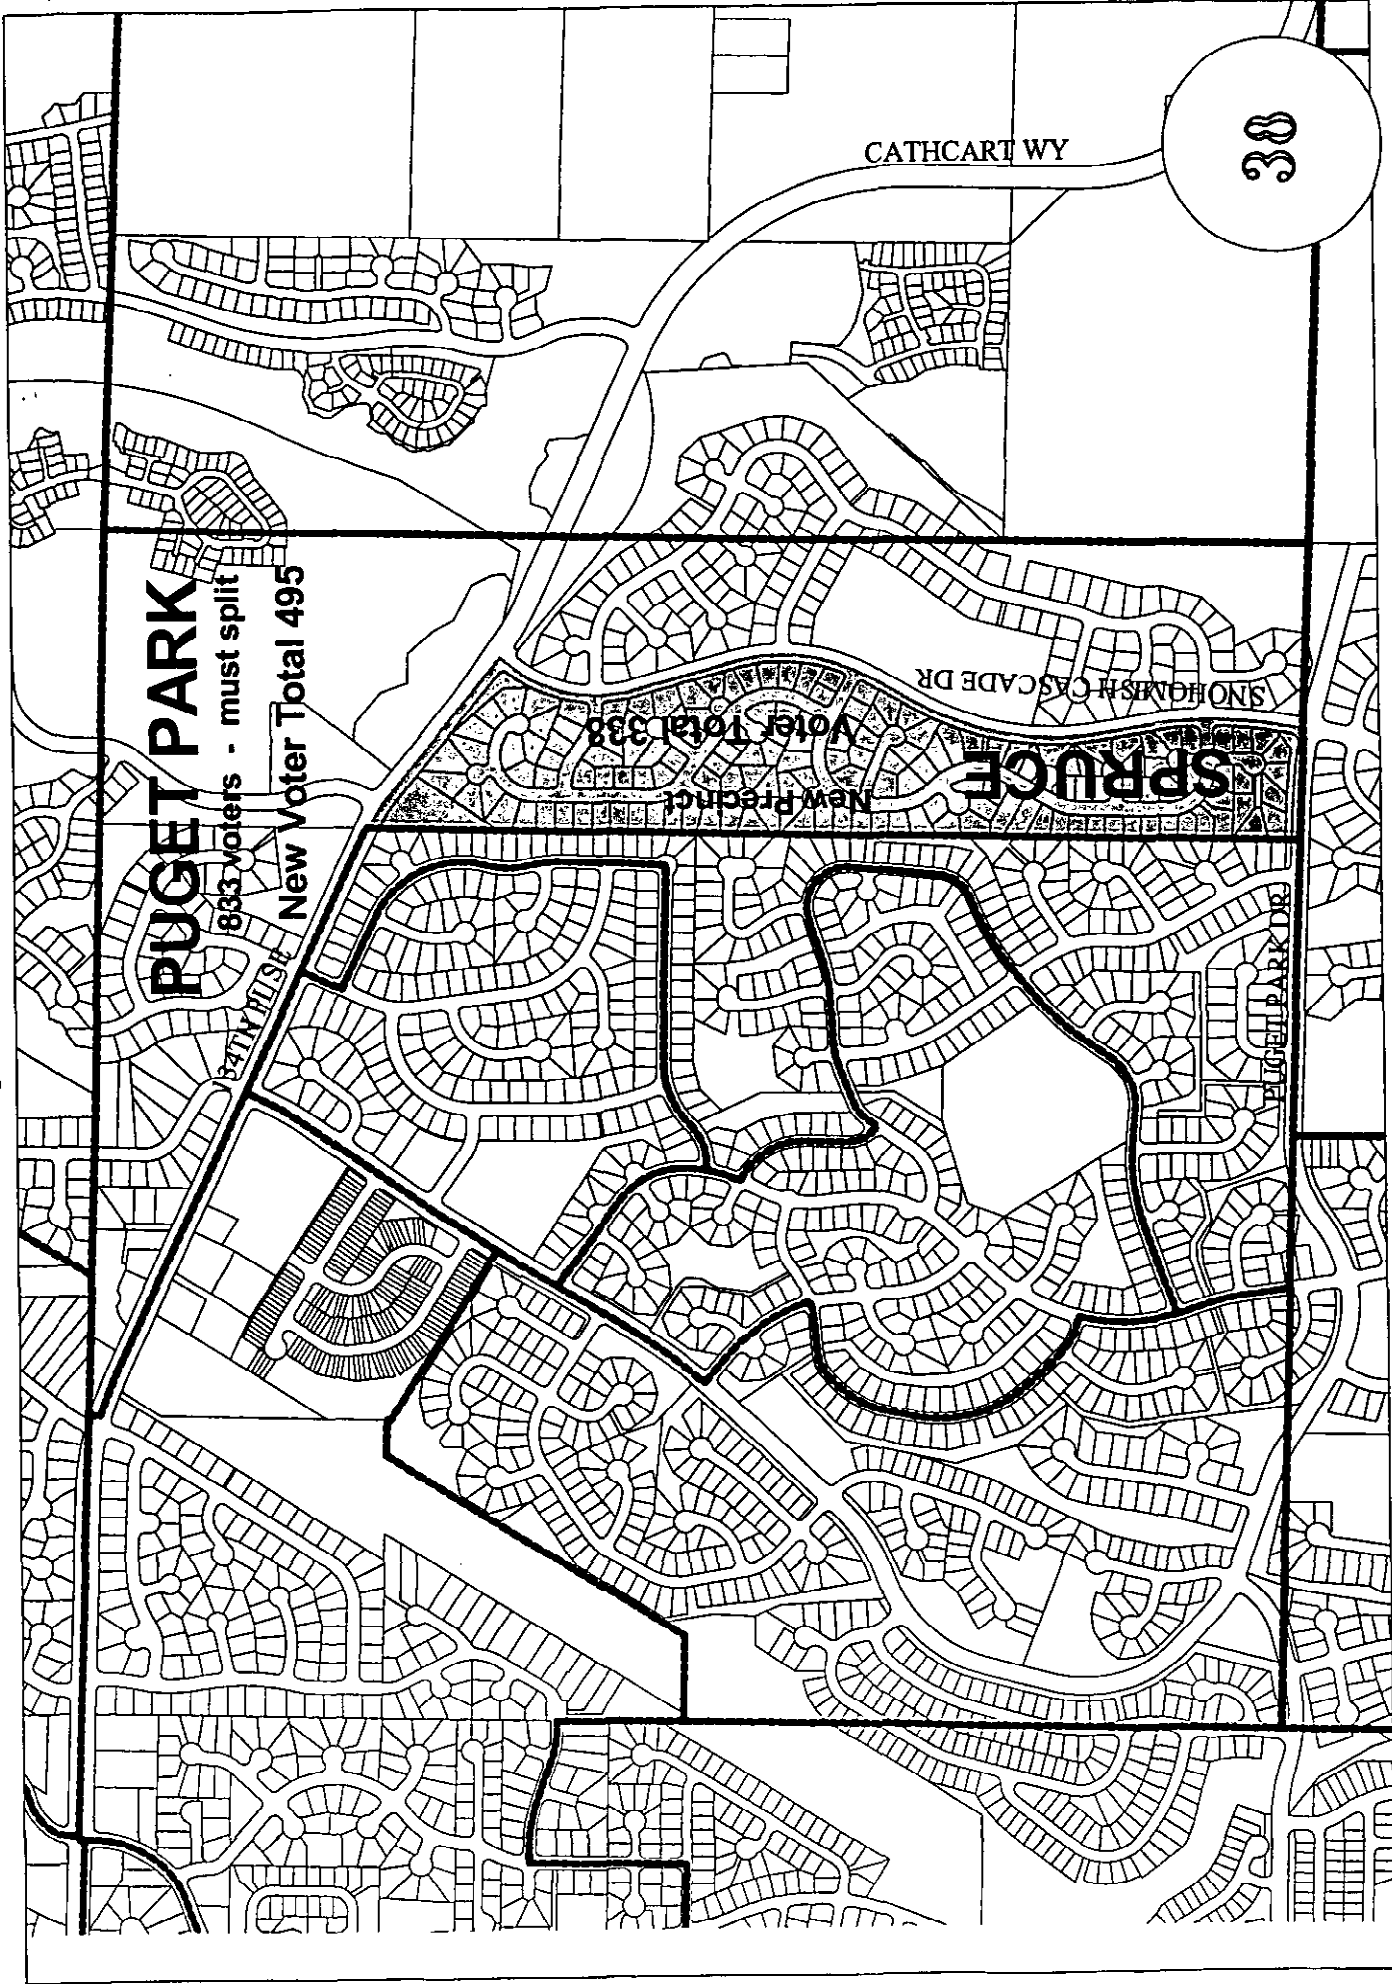 PUGET PARK
833 voters - must split
New Voter Total 495
134TH PL SE
CATHCART WY
38
SNOHOMISH CASCADE DR
Voter Total 338
New Precinct
SPRUCE
PUGET PARK DR